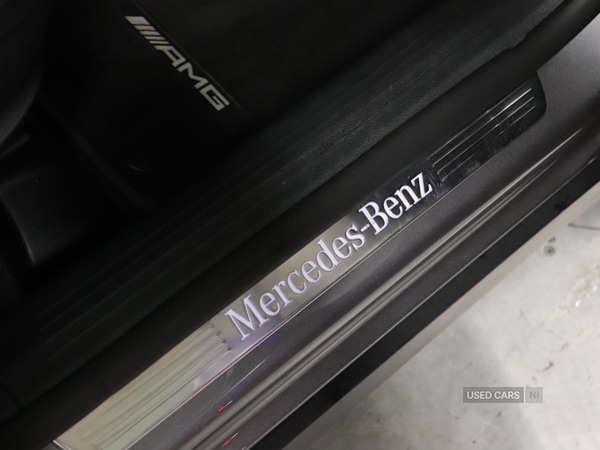 AMG
Mercedes-Benz
USED CARS NI